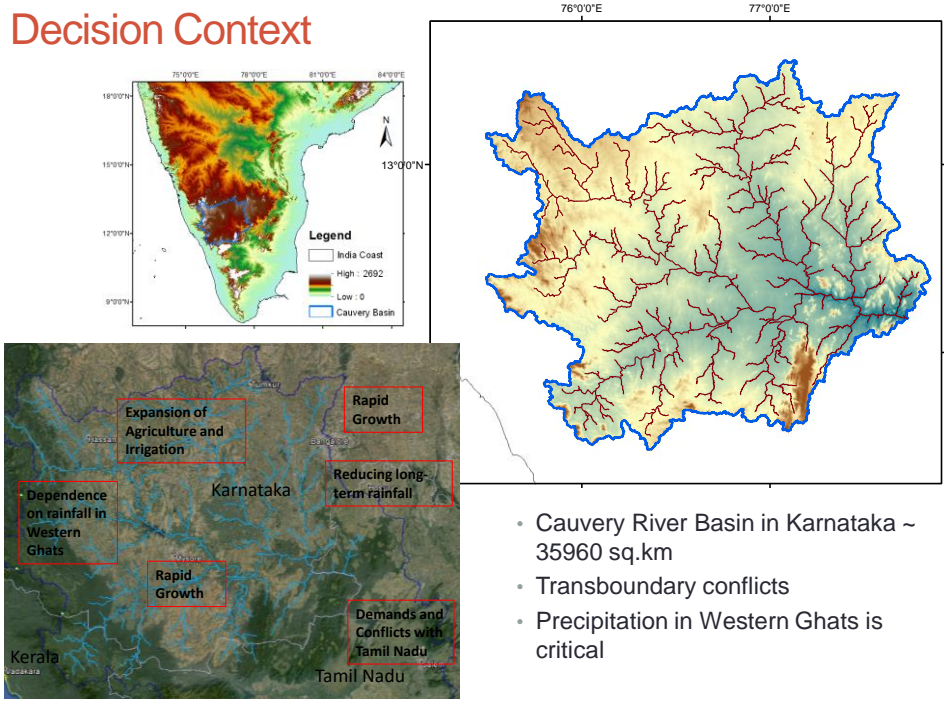 Decision Context
75°0'0"E
78°0'0"E
81°0'0"E
84°0'0"E
18°0'0"N
15°0'0"N
12°0'0"N
9°0'0"N
N
Legend
India Coast
High : 2692
Low : 0
Cauvery Basin
76°0'0"E
77°0'0"E
13°0'0"N
Tumkur
Expansion of
Agriculture and
Irrigation
Rapid
Growth
Hassan
Reducing long-
term rainfall
Karnataka
Dependence
on rainfall in
Western
Ghats
Rapid
Growth
Demands and
Conflicts with
Tamil Nadu
Kerala
Vadakara
Tamil Nadu
• Cauvery River Basin in Karnataka ~
35960 sq.km
• Transboundary conflicts
• Precipitation in Western Ghats is
critical